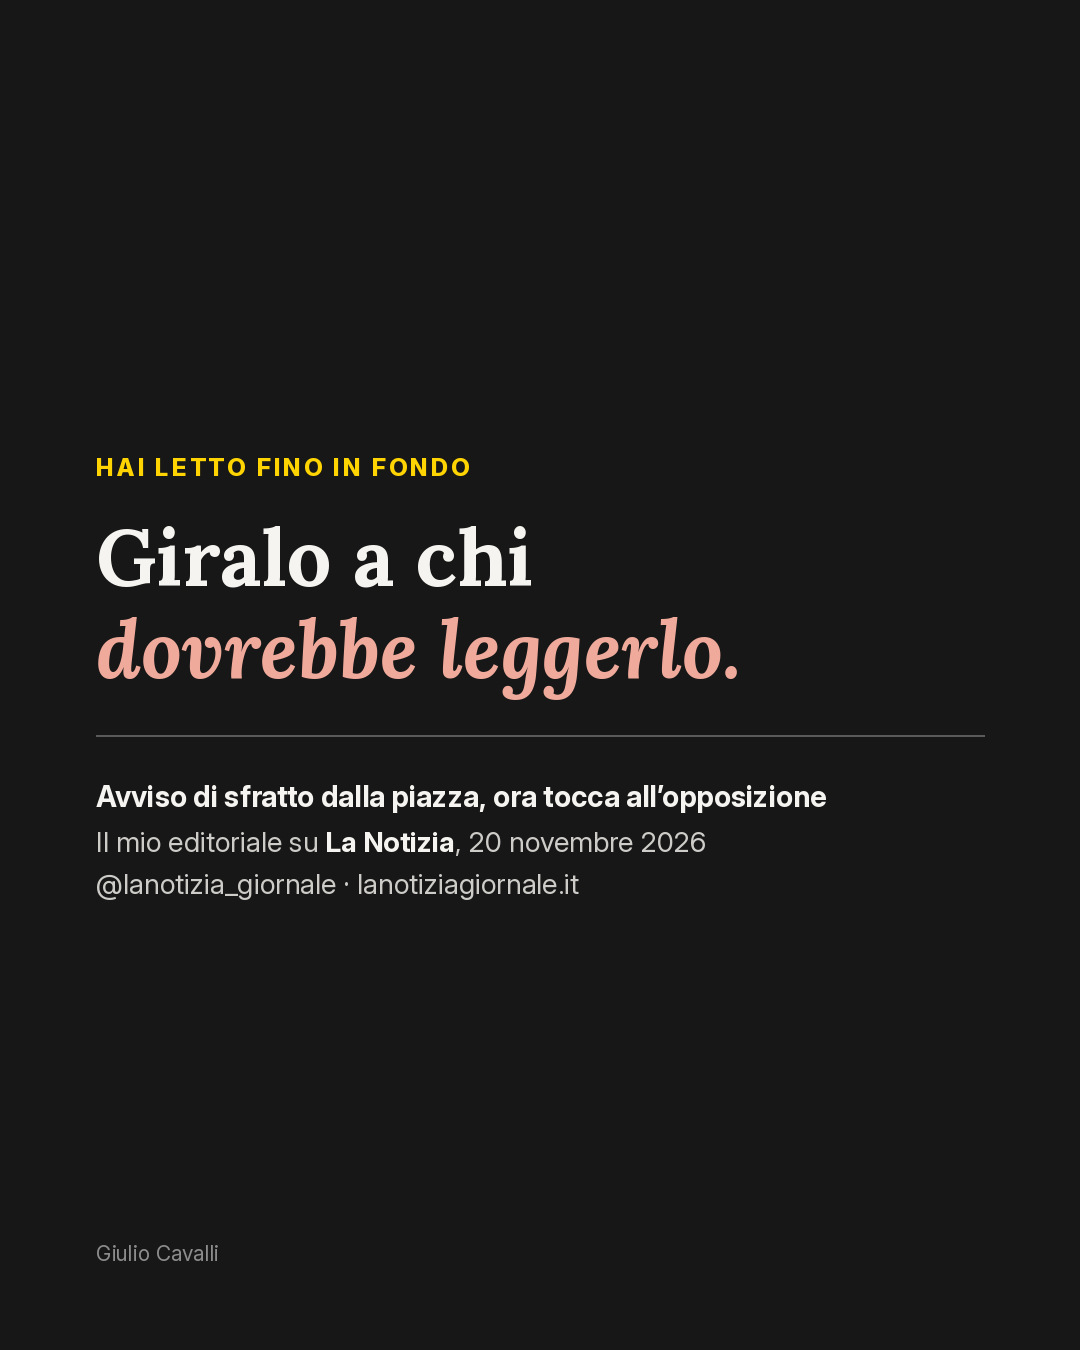 HAI LETTO FINO IN FONDO
Giralo a chi
dovrebbe leggerlo.
Avviso di sfratto dalla piazza, ora tocca all’opposizione
Il mio editoriale su La Notizia, 20 novembre 2026
@lanotizia_giornale · lanotiziagiornale.it
Giulio Cavalli